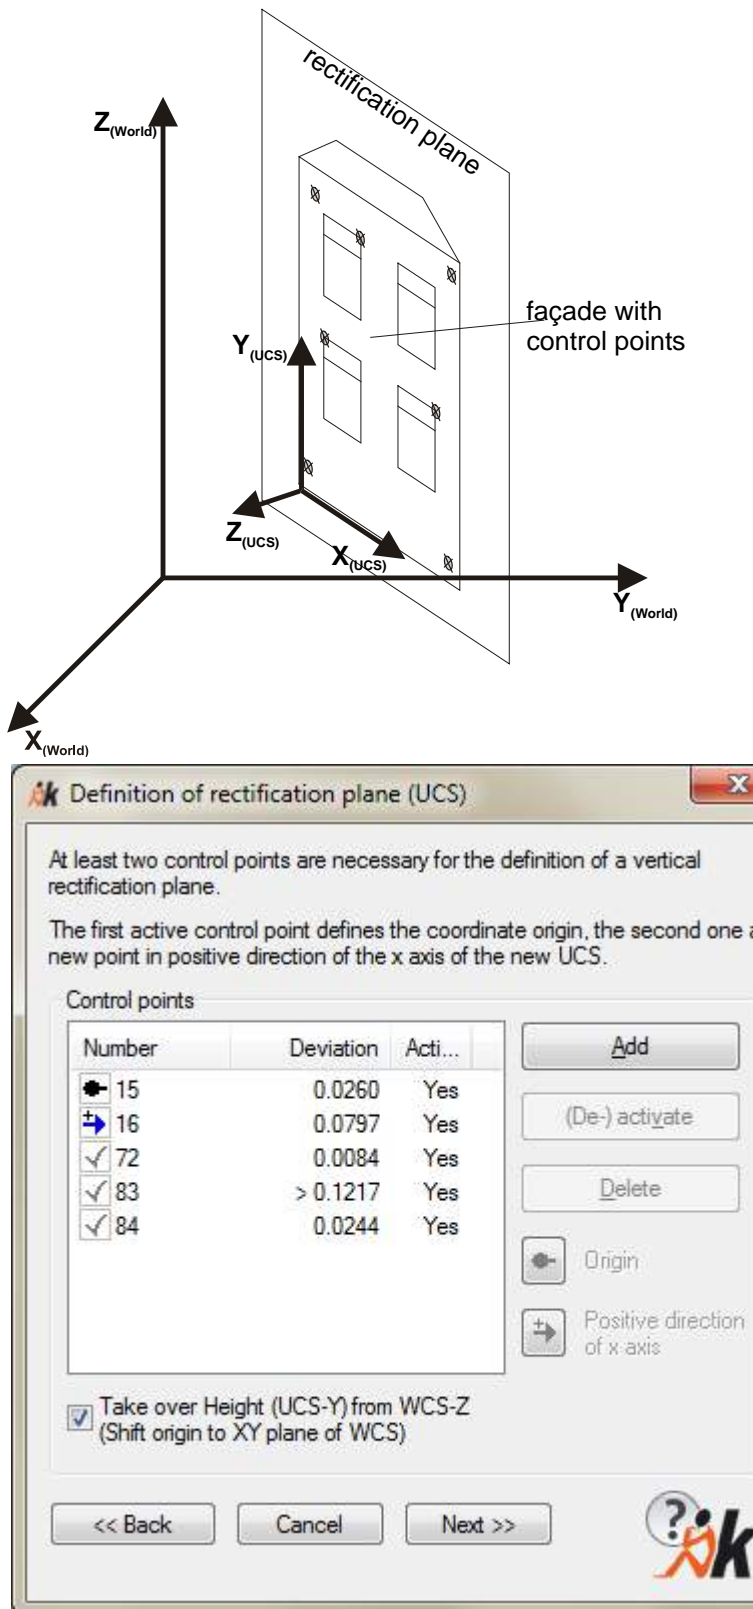 rectification plane
Z(World)
façade with
control points
Y(UCS)
Z(UCS)
X(UCS)
Y(World)
X(World)
k Definition of rectification plane (UCS)
At least two control points are necessary for the definition of a vertical
rectification plane.
The first active control point defines the coordinate origin, the second one a
new point in positive direction of the x axis of the new UCS.
Control points
Number Deviation Acti...
15 0.0260 Yes
16 0.0797 Yes
72 0.0084 Yes
83 > 0.1217 Yes
84 0.0244 Yes
Add
(De-) activate
Delete
Origin
Positive direction
of x axis
Take over Height (UCS-Y) from WCS-Z
(Shift origin to XY plane of WCS)
<< Back Cancel Next >>
? k